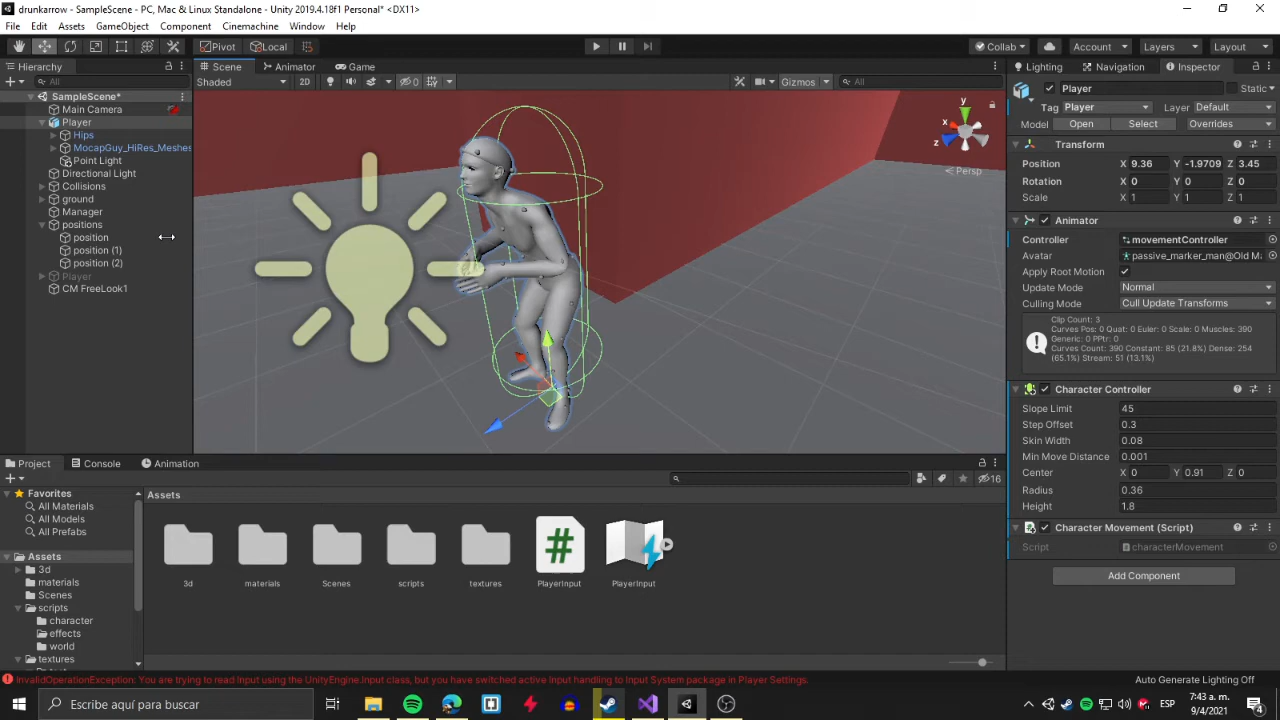 drunkarrow - SampleScene - PC, Mac & Linux Standalone - Unity 2019.4.18f1 Personal* <DX11>
File Edit Assets GameObject Component Cinemachine Window Help
Pivot Local Collab Account Layers Layout
Hierarchy Scene Animator Game Lighting Navigation Inspector
All Shaded 2D 0 Gizmos All
SampleScene*
Main Camera
Player
Hips
MocapGuy_HiRes_Meshes
Point Light
Directional Light
Collisions
ground
Manager
positions
position
position (1)
position (2)
Player
CM FreeLook1
y
x
z
Persp
Player Static
Tag Player Layer Default
Model Open Select Overrides
Transform
Position X 9.36 Y -1.9709 Z 3.45
Rotation X 0 Y 0 Z 0
Scale X 1 Y 1 Z 1
Animator
Controller movementController
Avatar passive_marker_man@Old Ma
Apply Root Motion
Update Mode Normal
Culling Mode Cull Update Transforms
Clip Count: 3
Curves Pos: 0 Quat: 0 Euler: 0 Scale: 0 Muscles: 390
Generic: 0 PPtr: 0
Curves Count: 390 Constant: 85 (21.8%) Dense: 254
(65.1%) Stream: 51 (13.1%)
Character Controller
Slope Limit 45
Step Offset 0.3
Skin Width 0.08
Min Move Distance 0.001
Center X 0 Y 0.91 Z 0
Radius 0.36
Height 1.8
Character Movement (Script)
Script characterMovement
Add Component
Project Console Animation
16
Favorites
All Materials
All Models
All Prefabs
Assets
3d
materials
Scenes
scripts
character
effects
world
textures
Assets
#
3d materials Scenes scripts textures PlayerInput PlayerInput
InvalidOperationException: You are trying to read Input using the UnityEngine.Input class, but you have switched active Input handling to Input System package in Player Settings.
Auto Generate Lighting Off
Escribe aquí para buscar
ESP
7:43 a. m.
9/4/2021